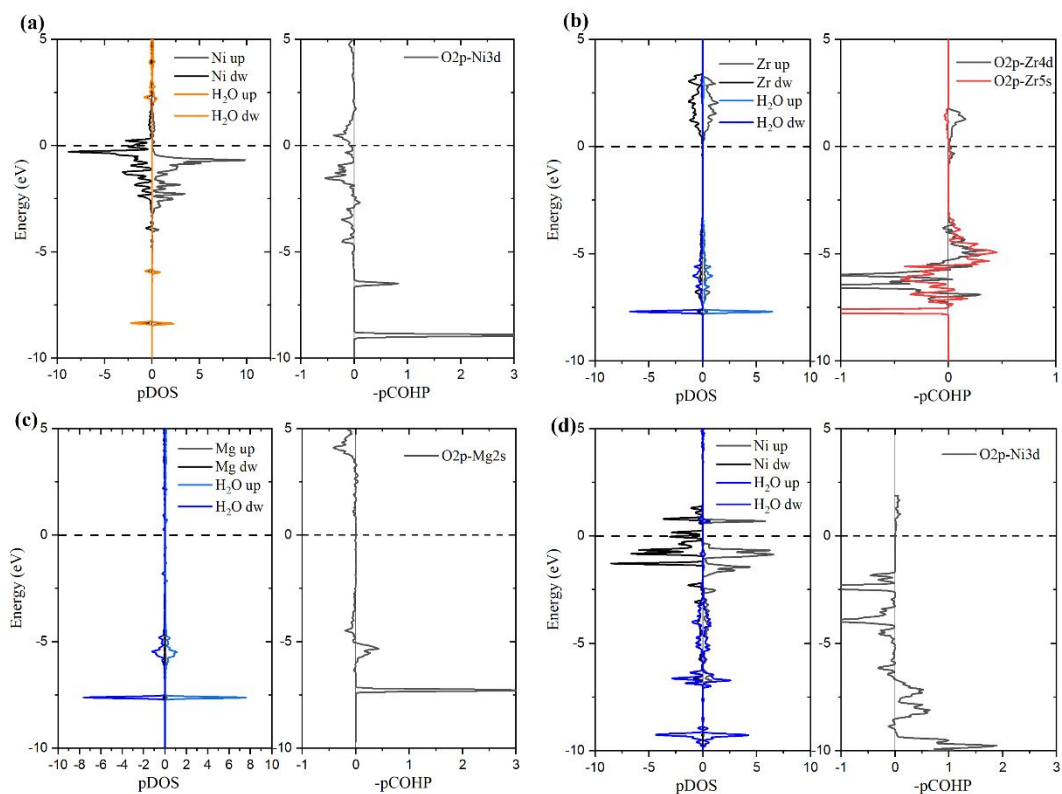 (a)
5
0
-5
-10
Energy (eV)
-10 -5 0 5 10
pDOS
Ni up
Ni dw
H₂O up
H₂O dw
5
0
-5
-10
-1 0 1 2 3
-pCOHP
O2p-Ni3d
(b)
5
0
-5
-10
Energy (eV)
-10 -5 0 5 10
pDOS
Zr up
Zr dw
H₂O up
H₂O dw
5
0
-5
-10
-1 0 1
-pCOHP
O2p-Zr4d
O2p-Zr5s
(c)
5
0
-5
-10
Energy (eV)
-10 -8 -6 -4 -2 0 2 4 6 8 10
pDOS
Mg up
Mg dw
H₂O up
H₂O dw
5
0
-5
-10
-1 0 1 2 3
-pCOHP
O2p-Mg2s
(d)
5
0
-5
-10
Energy (eV)
-10 -5 0 5 10
pDOS
Ni up
Ni dw
H₂O up
H₂O dw
5
0
-5
-10
-1 0 1 2 3
-pCOHP
O2p-Ni3d